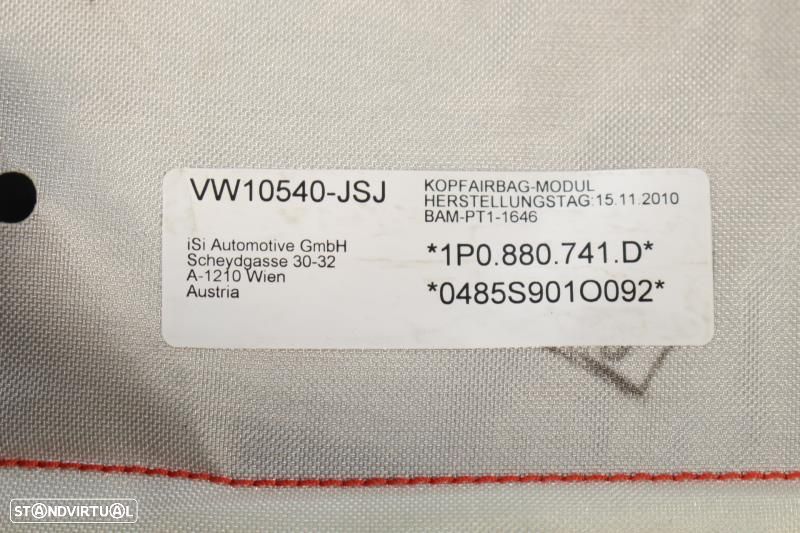 VW10540-JSJ
KOPFAIRBAG-MODUL
HERSTELLUNGSTAG:15.11.2010
BAM-PT1-1646
iSi Automotive GmbH
Scheydgasse 30-32
A-1210 Wien
Austria
*1P0.880.741.D*
*0485S901O092*
STANDVIRTUAL